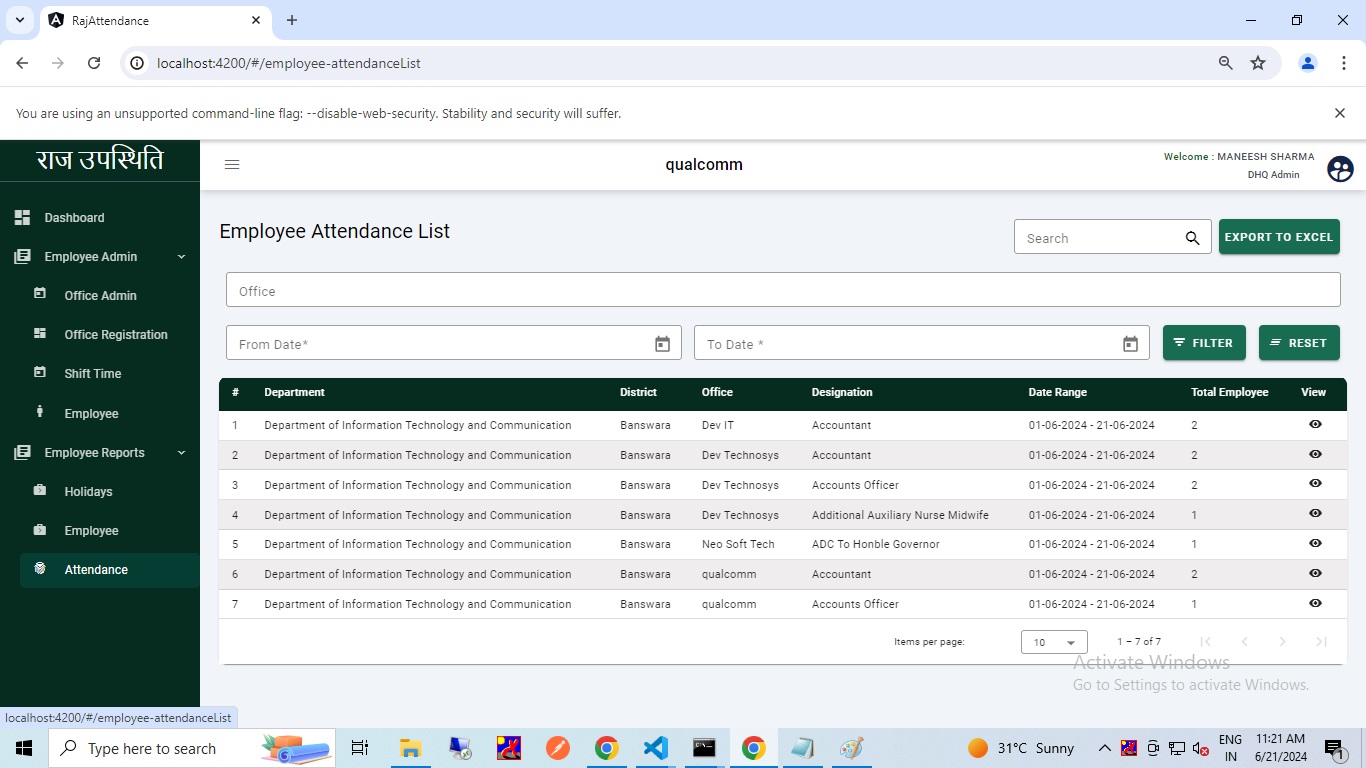 RajAttendance
localhost:4200/#/employee-attendanceList
You are using an unsupported command-line flag: --disable-web-security. Stability and security will suffer.
राज उपस्थिति
qualcomm
Welcome : MANEESH SHARMA
DHQ Admin
Dashboard
Employee Admin
Office Admin
Office Registration
Shift Time
Employee
Employee Reports
Holidays
Employee
Attendance
Employee Attendance List
Search
EXPORT TO EXCEL
Office
From Date*
To Date *
FILTER
RESET
# Department District Office Designation Date Range Total Employee View
1 Department of Information Technology and Communication Banswara Dev IT Accountant 01-06-2024 - 21-06-2024 2
2 Department of Information Technology and Communication Banswara Dev Technosys Accountant 01-06-2024 - 21-06-2024 2
3 Department of Information Technology and Communication Banswara Dev Technosys Accounts Officer 01-06-2024 - 21-06-2024 2
4 Department of Information Technology and Communication Banswara Dev Technosys Additional Auxiliary Nurse Midwife 01-06-2024 - 21-06-2024 1
5 Department of Information Technology and Communication Banswara Neo Soft Tech ADC To Honble Governor 01-06-2024 - 21-06-2024 1
6 Department of Information Technology and Communication Banswara qualcomm Accountant 01-06-2024 - 21-06-2024 2
7 Department of Information Technology and Communication Banswara qualcomm Accounts Officer 01-06-2024 - 21-06-2024 1
Items per page: 10 1 – 7 of 7
Activate Windows
Go to Settings to activate Windows.
localhost:4200/#/employee-attendanceList
Type here to search
31°C Sunny
ENG
IN
11:21 AM
6/21/2024
1